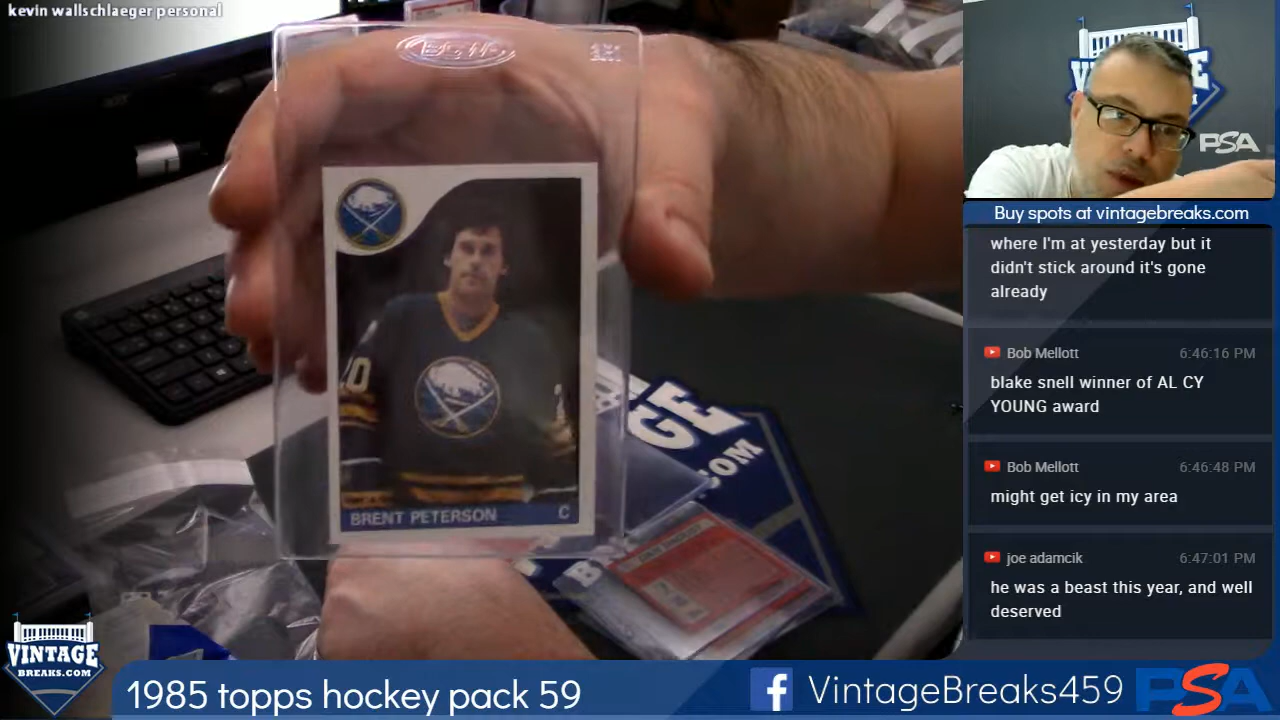 kevin wallschlaeger personal
BCW
PSA
Buy spots at vintagebreaks.com
where I'm at yesterday but it
didn't stick around it's gone
already
Bob Mellott 6:46:16 PM
blake snell winner of AL CY
YOUNG award
Bob Mellott 6:46:48 PM
might get icy in my area
joe adamcik 6:47:01 PM
he was a beast this year, and well
deserved
BRENT PETERSON C
VINTAGE
BREAKS.COM
1985 topps hockey pack 59
VintageBreaks459
PSA